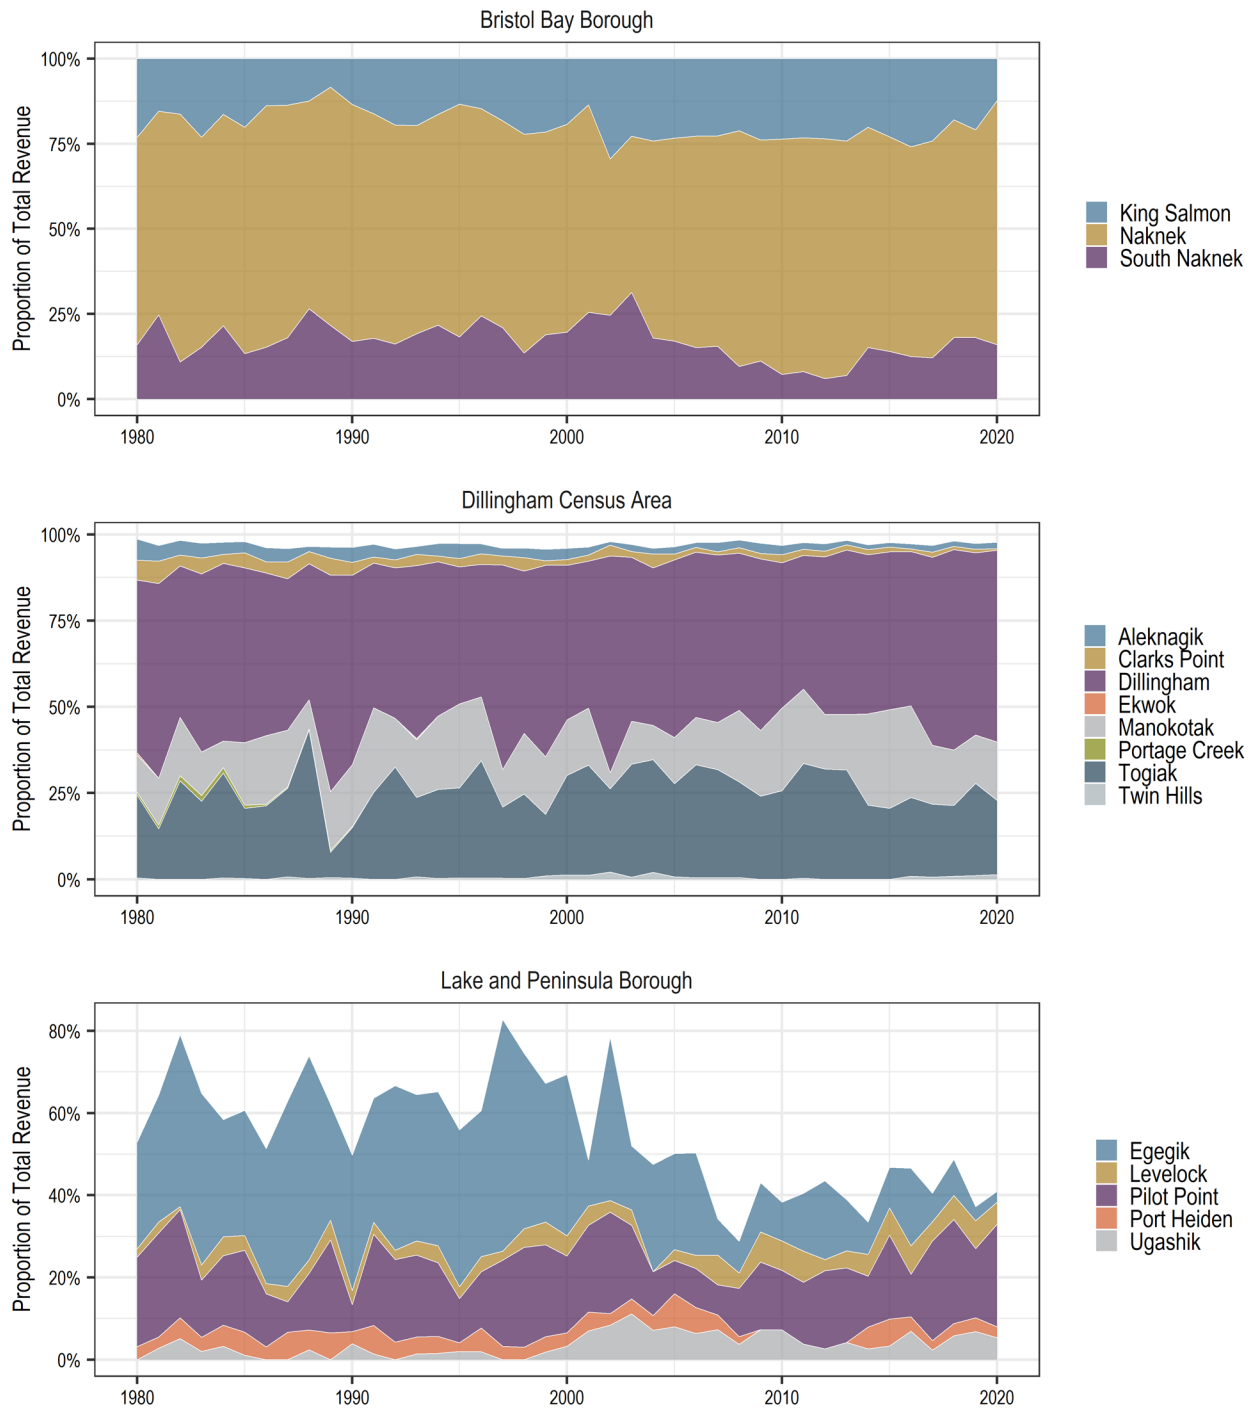 Bristol Bay Borough
Proportion of Total Revenue
100%
75%
50%
25%
0%
1980 1990 2000 2010 2020
King Salmon
Naknek
South Naknek
Dillingham Census Area
Proportion of Total Revenue
100%
75%
50%
25%
0%
1980 1990 2000 2010 2020
Aleknagik
Clarks Point
Dillingham
Ekwok
Manokotak
Portage Creek
Togiak
Twin Hills
Lake and Peninsula Borough
Proportion of Total Revenue
80%
60%
40%
20%
0%
1980 1990 2000 2010 2020
Egegik
Levelock
Pilot Point
Port Heiden
Ugashik